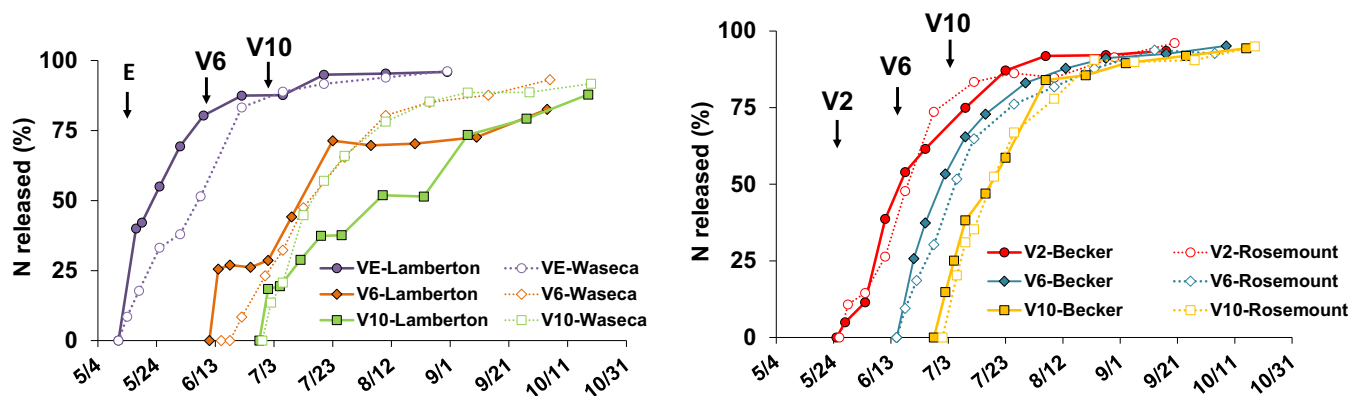 E
V6
V10
N released (%)
100
75
50
25
0
VE-Lamberton
VE-Waseca
V6-Lamberton
V6-Waseca
V10-Lamberton
V10-Waseca
5/4
5/24
6/13
7/3
7/23
8/12
9/1
9/21
10/11
10/31
V2
V6
V10
N released (%)
100
75
50
25
0
V2-Becker
V2-Rosemount
V6-Becker
V6-Rosemount
V10-Becker
V10-Rosemount
5/4
5/24
6/13
7/3
7/23
8/12
9/1
9/21
10/11
10/31